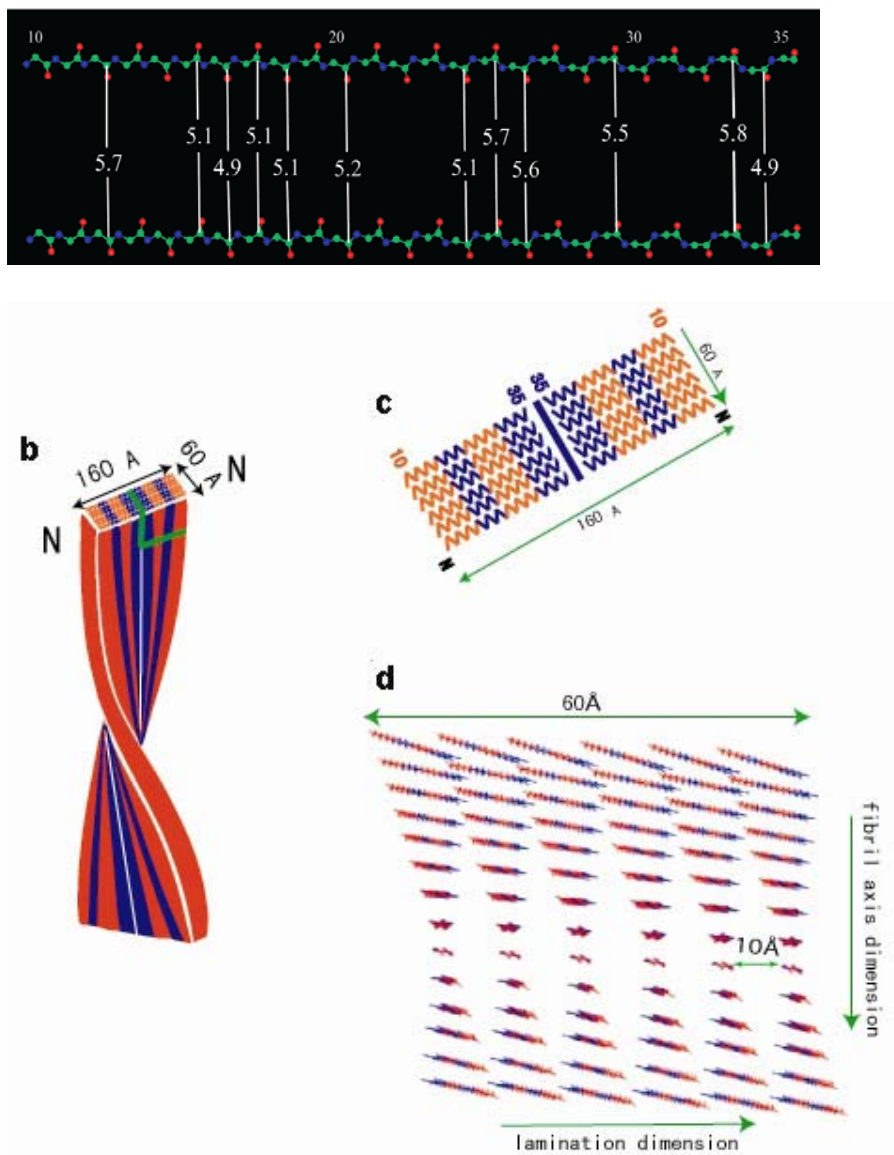 10 20 30 35
5.1 5.1 5.7 5.5 5.8
5.7 4.9 5.1 5.2 5.1 5.6 4.9
b
160 A
60 A
N
N
c
10
35 35
10
60 A
N
160 A
N
d
60Å
10Å
fibril axis dimension
lamination dimension